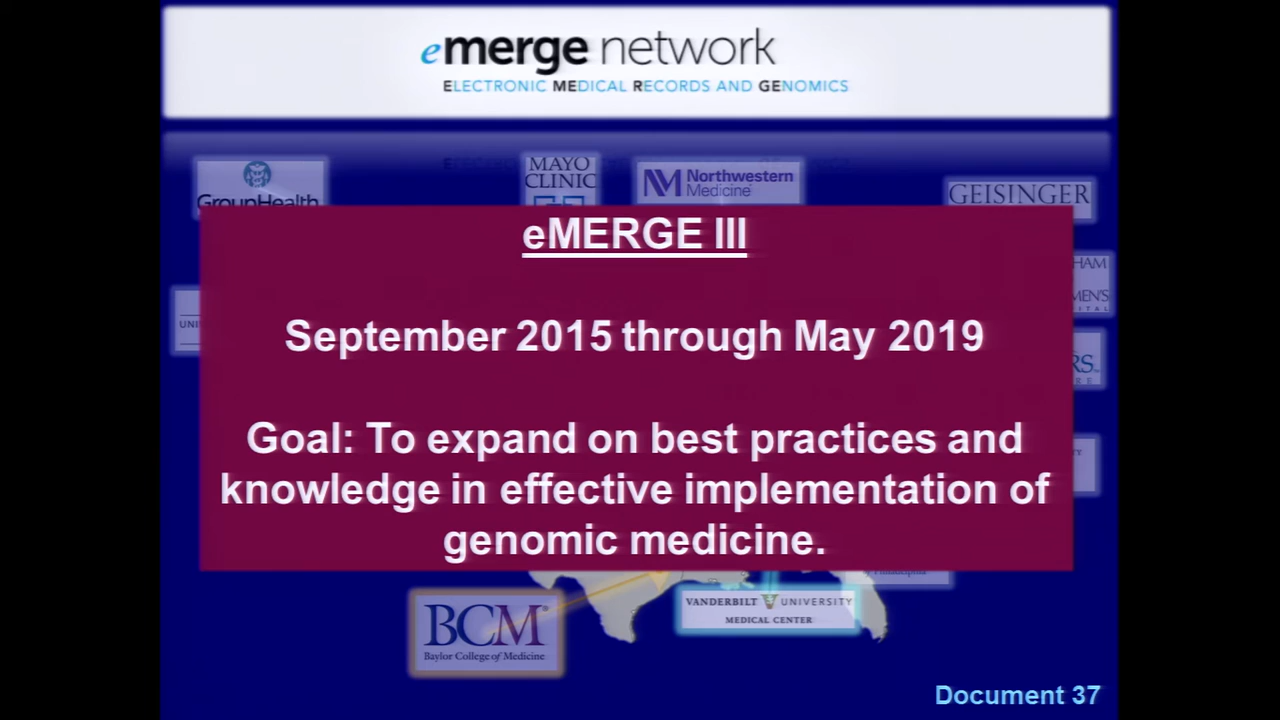 emerge network
ELECTRONIC MEDICAL RECORDS AND GENOMICS
GroupHealth
MAYO
CLINIC
Northwestern
Medicine
GEISINGER
eMERGE III
September 2015 through May 2019
Goal: To expand on best practices and
knowledge in effective implementation of
genomic medicine.
BCM
Baylor College of Medicine
VANDERBILT UNIVERSITY
MEDICAL CENTER
Document 37